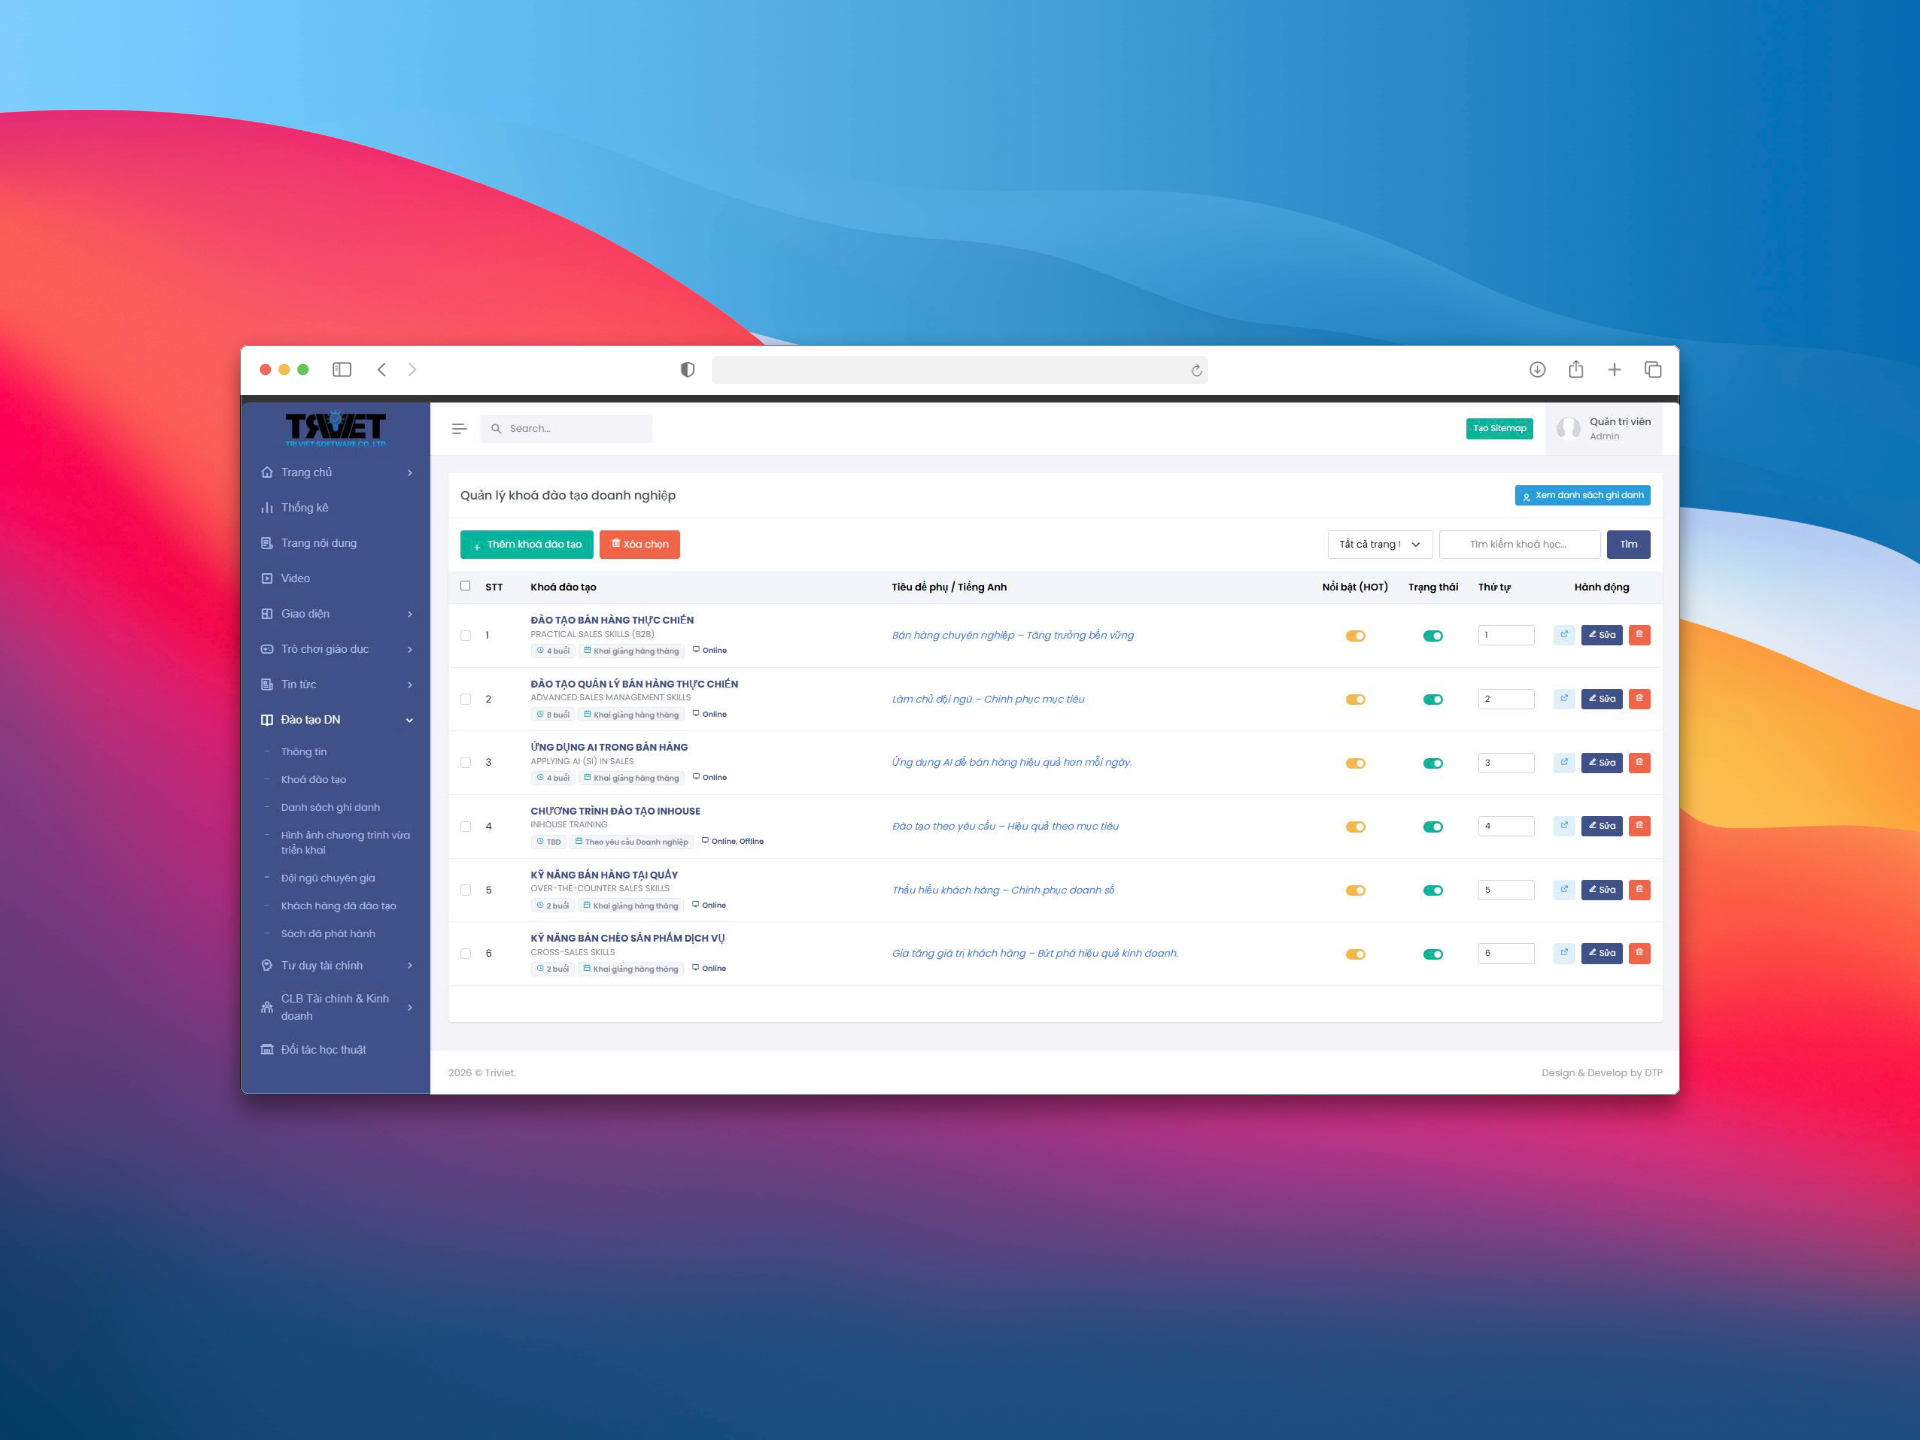 TRIVIET
TRI VIET SOFTWARE CO., LTD
Search...
Tạo Sitemap
Quản trị viên
Admin
Trang chủ
Thống kê
Trang nội dung
Video
Giao diện
Trò chơi giáo dục
Tin tức
Đào tạo DN
Thông tin
Khoá đào tạo
Danh sách ghi danh
Hình ảnh chương trình vừa
triển khai
Đội ngũ chuyên gia
Khách hàng đã đào tạo
Sách đã phát hành
Tư duy tài chính
CLB Tài chính & Kinh
doanh
Đối tác học thuật
Quản lý khoá đào tạo doanh nghiệp
Xem danh sách ghi danh
Thêm khoá đào tạo
Xóa chọn
Tất cả trạng t
Tìm kiếm khoá học...
Tìm
STT Khoá đào tạo Tiêu đề phụ / Tiếng Anh Nổi bật (HOT) Trạng thái Thứ tự Hành động
ĐÀO TẠO BÁN HÀNG THỰC CHIẾN
PRACTICAL SALES SKILLS (B2B)
4 buổi Khai giảng hàng tháng Online
1 Bán hàng chuyên nghiệp – Tăng trưởng bền vững 1 Sửa
ĐÀO TẠO QUẢN LÝ BÁN HÀNG THỰC CHIẾN
ADVANCED SALES MANAGEMENT SKILLS
8 buổi Khai giảng hàng tháng Online
2 Làm chủ đội ngũ – Chinh phục mục tiêu 2 Sửa
ỨNG DỤNG AI TRONG BÁN HÀNG
APPLYING AI (SI) IN SALES
4 buổi Khai giảng hàng tháng Online
3 Ứng dụng AI để bán hàng hiệu quả hơn mỗi ngày. 3 Sửa
CHƯƠNG TRÌNH ĐÀO TẠO INHOUSE
INHOUSE TRAINING
TBD Theo yêu cầu Doanh nghiệp Online, Offline
4 Đào tạo theo yêu cầu – Hiệu quả theo mục tiêu 4 Sửa
KỸ NĂNG BÁN HÀNG TẠI QUẦY
OVER-THE-COUNTER SALES SKILLS
2 buổi Khai giảng hàng tháng Online
5 Thấu hiểu khách hàng – Chinh phục doanh số 5 Sửa
KỸ NĂNG BÁN CHÉO SẢN PHẨM DỊCH VỤ
CROSS-SALES SKILLS
2 buổi Khai giảng hàng tháng Online
6 Gia tăng giá trị khách hàng – Bứt phá hiệu quả kinh doanh. 6 Sửa
2026 © Triviet.
Design & Develop by DTP